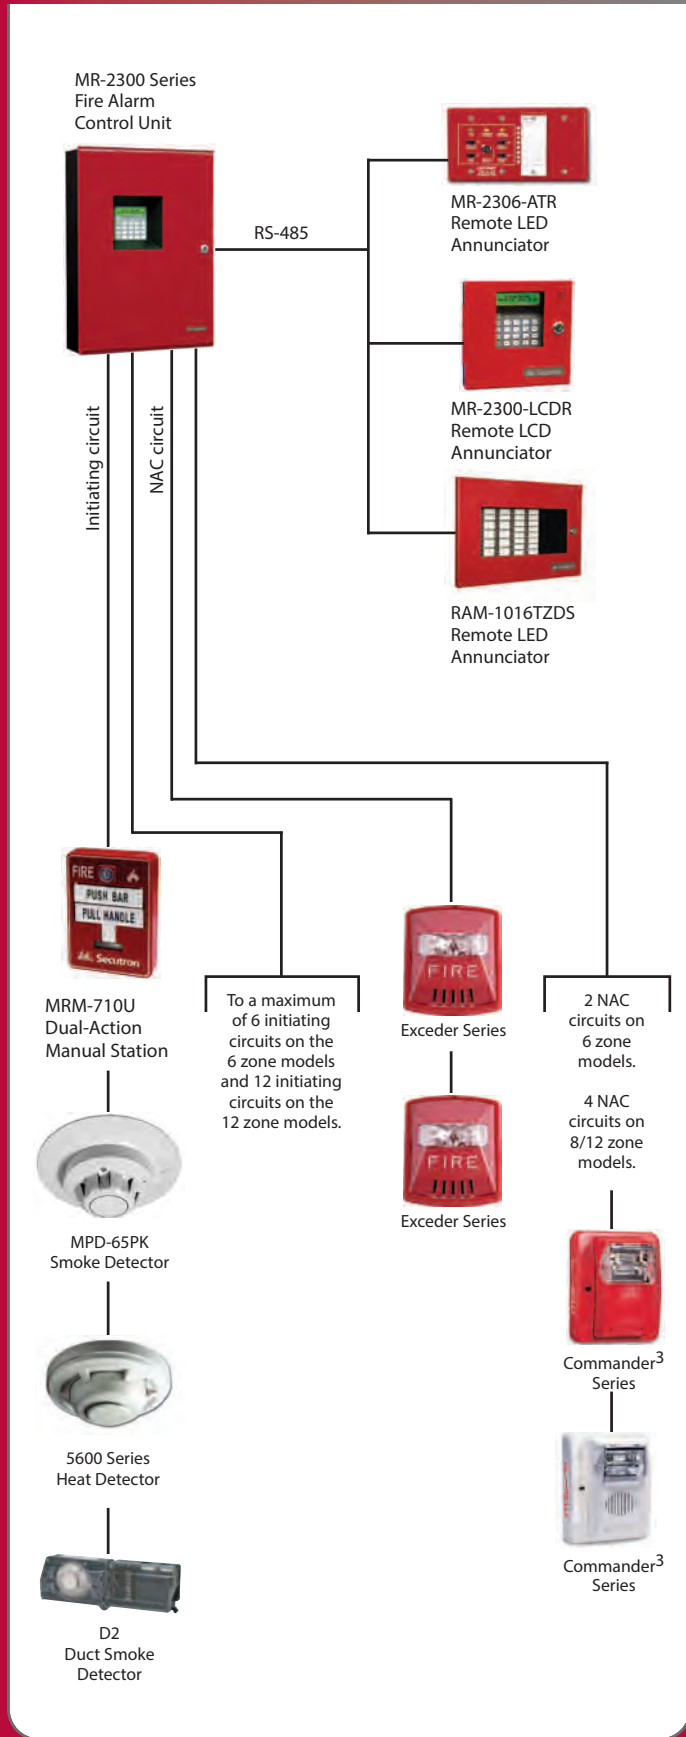 MR-2300 Series
Fire Alarm
Control Unit
RS-485
MR-2306-ATR
Remote LED
Annunciator
MR-2300-LCDR
Remote LCD
Annunciator
RAM-1016TZDS
Remote LED
Annunciator
Initiating circuit
NAC circuit
FIRE
PUSH BAR
PULL HANDLE
Secutron
MRM-710U
Dual-Action
Manual Station
MPD-65PK
Smoke Detector
5600 Series
Heat Detector
D2
Duct Smoke
Detector
To a maximum
of 6 initiating
circuits on the
6 zone models
and 12 initiating
circuits on the
12 zone models.
FIRE
Exceder Series
FIRE
Exceder Series
2 NAC
circuits on
6 zone
models.
4 NAC
circuits on
8/12 zone
models.
Commander3
Series
Commander3
Series